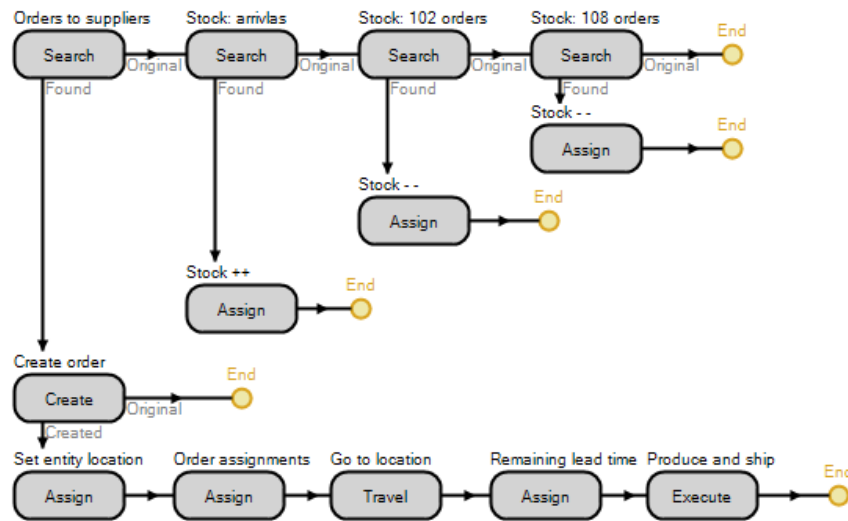 Orders to suppliers
Stock: arrivlas
Stock: 102 orders
Stock: 108 orders
End
Search
Original
Search
Original
Search
Original
Search
Original
Found
Found
Found
Found
Stock - -
End
Assign
Stock - -
End
Assign
Stock ++
End
Assign
Create order
End
Create
Original
Created
Set entity location
Order assignments
Go to location
Remaining lead time
Produce and ship
End
Assign
Assign
Travel
Assign
Execute